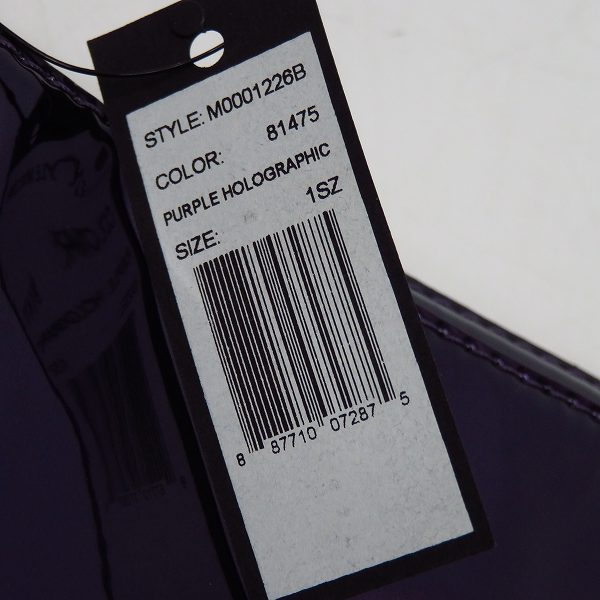 STYLE: M0001226B
COLOR: 81475
PURPLE HOLOGRAPHIC
SIZE: 1SZ
8 87710 07287 5